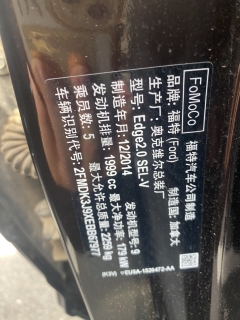 FoMoCo 福特汽车公司制造
品牌：福特 (Ford) 制造国：加拿大
生产厂：奥克维尔总装厂
型号：Edge2.0 SEL-V
制造年月：12/2014 发动机型号：9
发动机排量：1999 cc 最大净功率：179 kW
乘员数：5 最大允许总质量：2259 kg
车辆识别代号：
EU5A-1520472-AA